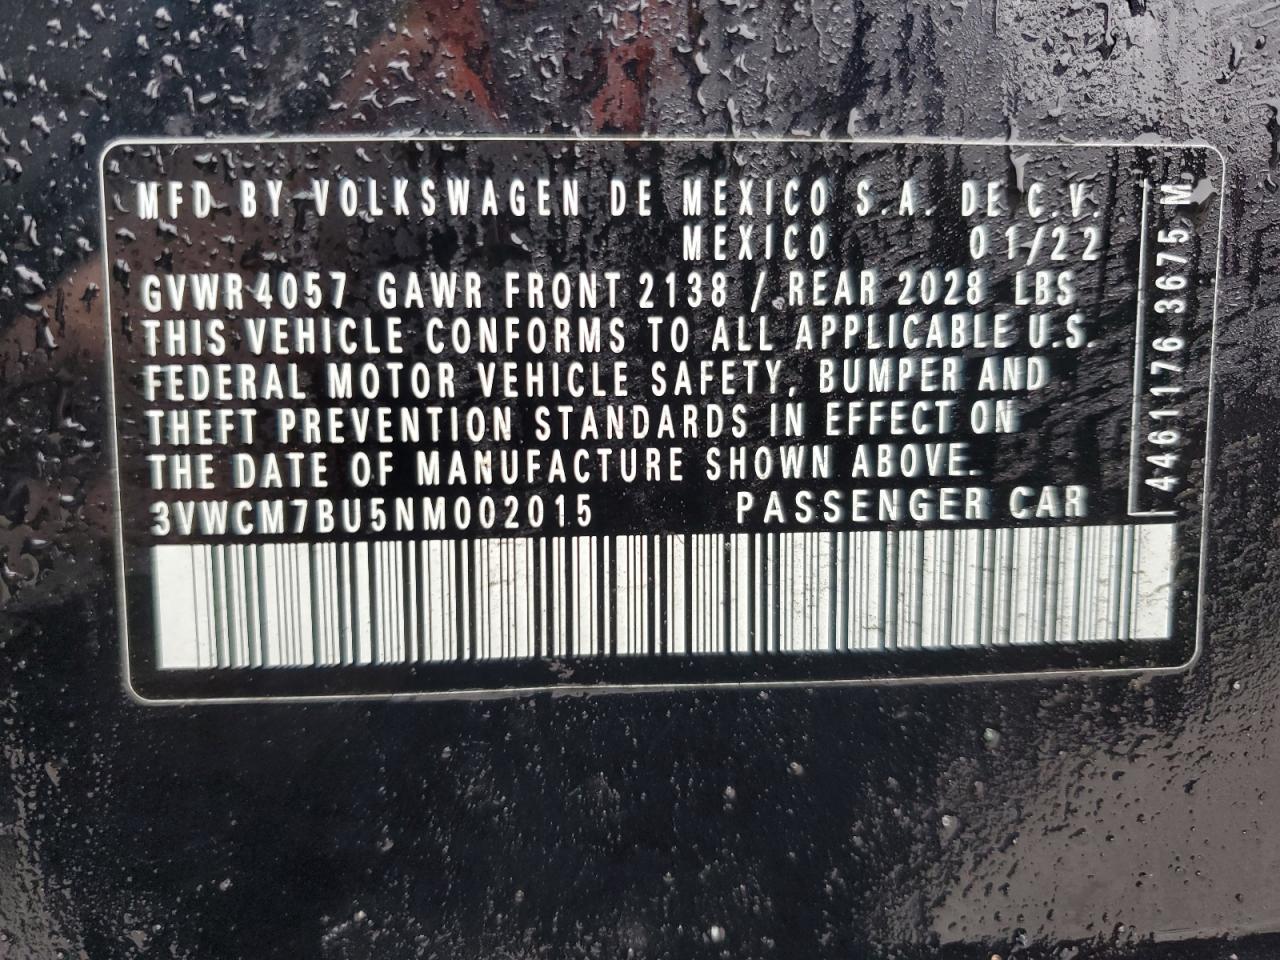 MFD BY VOLKSWAGEN DE MEXICO S.A. DE C.V.
MEXICO 01/22
GVWR 4057 GAWR FRONT 2138 / REAR 2028 LBS
THIS VEHICLE CONFORMS TO ALL APPLICABLE U.S.
FEDERAL MOTOR VEHICLE SAFETY, BUMPER AND
THEFT PREVENTION STANDARDS IN EFFECT ON
THE DATE OF MANUFACTURE SHOWN ABOVE.
3VWCM7BU5NM002015 PASSENGER CAR
4461176 3675 M